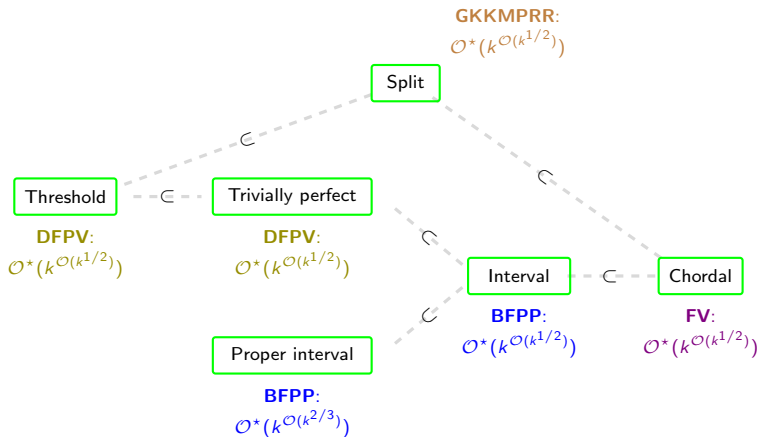 GKKMPRR:
𝒪⋆(k^𝒪(k^1/2))
Split
⊂
⊂
Threshold
⊂
Trivially perfect
DFPV:
𝒪⋆(k^𝒪(k^1/2))
DFPV:
𝒪⋆(k^𝒪(k^1/2))
⊂
Interval
⊂
Chordal
⊂
BFPP:
𝒪⋆(k^𝒪(k^1/2))
FV:
𝒪⋆(k^𝒪(k^1/2))
Proper interval
BFPP:
𝒪⋆(k^𝒪(k^2/3))